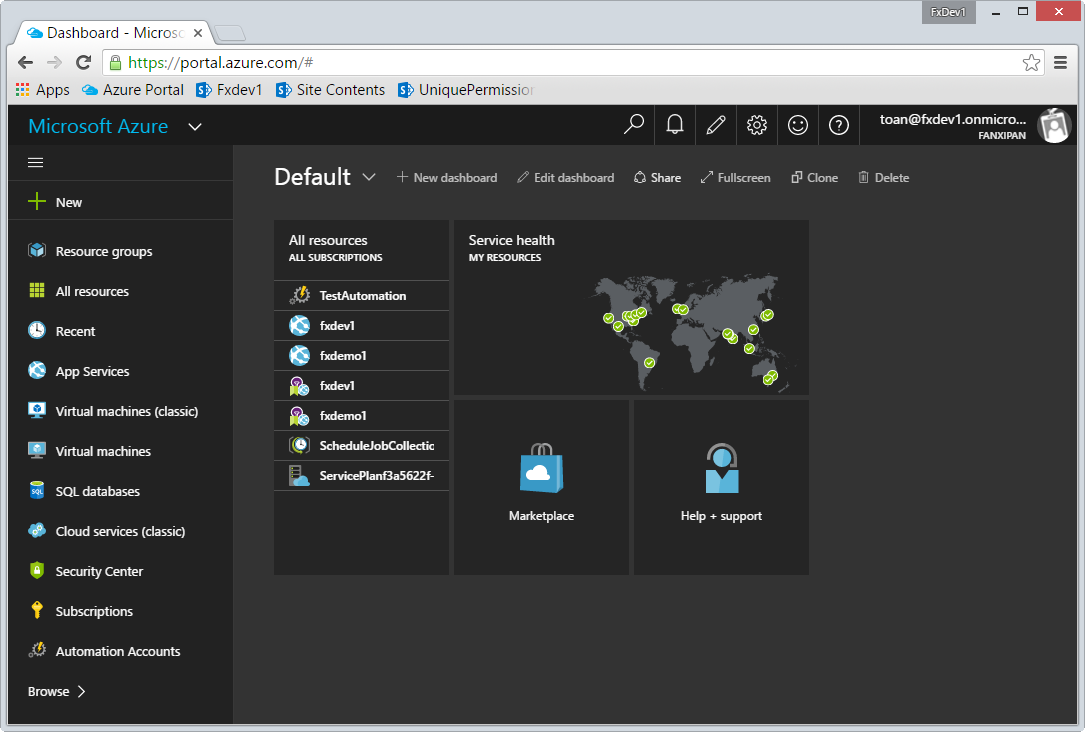 FxDev1
Dashboard - Microsc
https://portal.azure.com/#
Apps Azure Portal Fxdev1 Site Contents UniquePermission
Microsoft Azure
toan@fxdev1.onmicro...
FANXIPAN
Default New dashboard Edit dashboard Share Fullscreen Clone Delete
New
Resource groups
All resources
Recent
App Services
Virtual machines (classic)
Virtual machines
SQL databases
Cloud services (classic)
Security Center
Subscriptions
Automation Accounts
Browse
All resources
ALL SUBSCRIPTIONS
TestAutomation
fxdev1
fxdemo1
fxdev1
fxdemo1
ScheduleJobCollectic
ServicePlanf3a5622f-
Service health
MY RESOURCES
Marketplace
Help + support